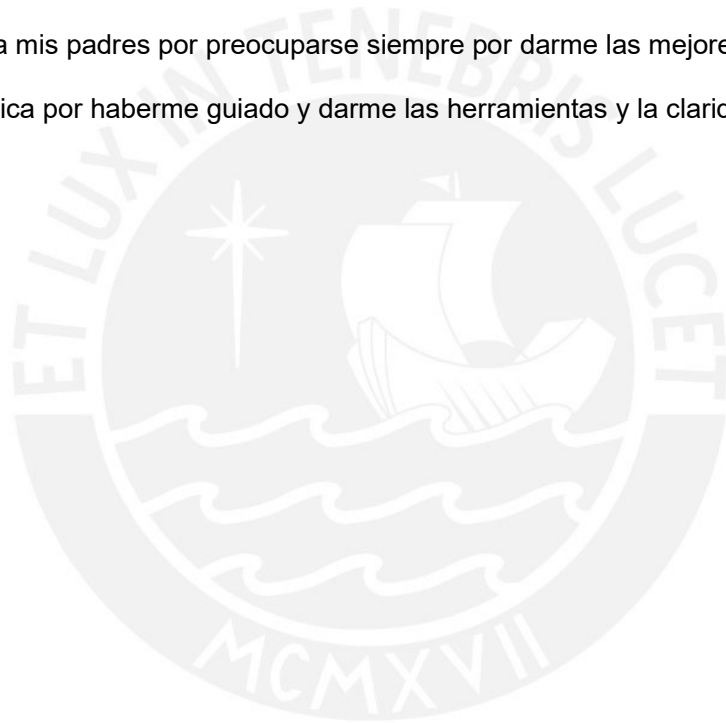 a mis padres por preocuparse siempre por darme las mejore
ica por haberme guiado y darme las herramientas y la claric
ET LUX IN TENEBRIS LUCET
MCMXVII